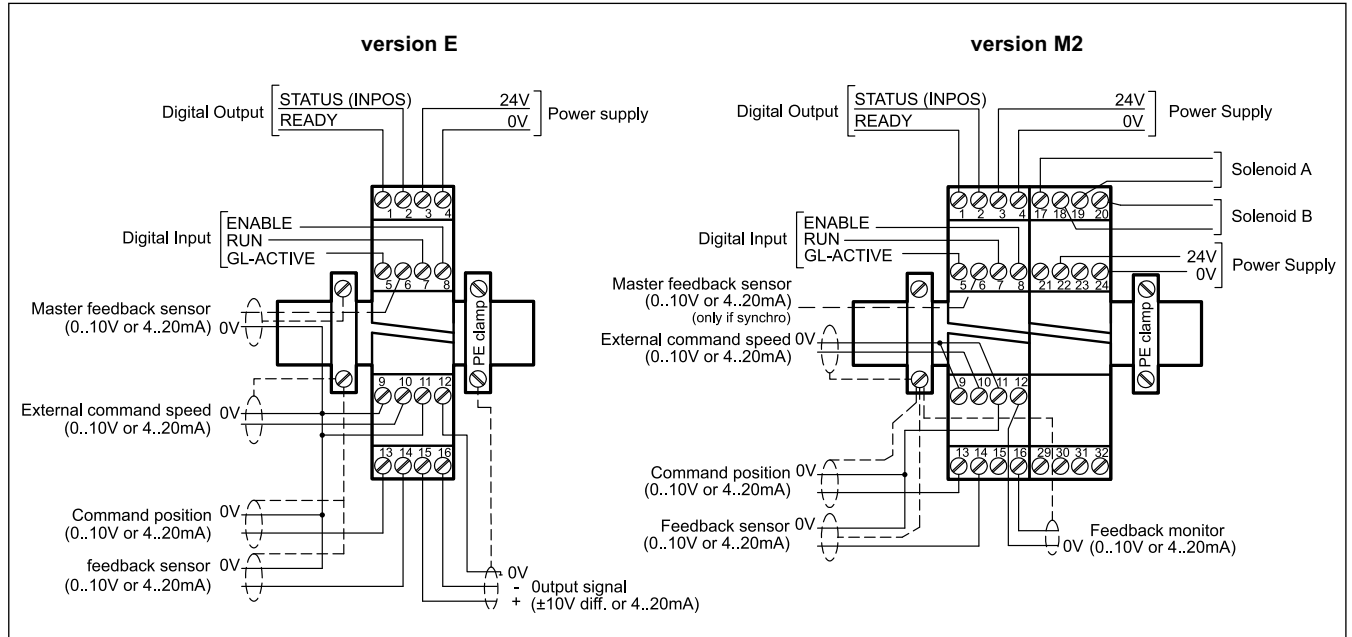 version E
Digital Output
STATUS (INPOS)
READY
24V
0V
Power supply
1 2 3 4
Digital Input
ENABLE
RUN
GL-ACTIVE
5 6 7 8
Master feedback sensor
(0..10V or 4..20mA) 0V
PE clamp
9 10 11 12
External command speed 0V
(0..10V or 4..20mA)
13 14 15 16
Command position 0V
(0..10V or 4..20mA)
feedback sensor 0V
(0..10V or 4..20mA)
0V
- 0utput signal
+ (±10V diff. or 4..20mA)
version M2
Digital Output
STATUS (INPOS)
READY
24V
0V
Power Supply
Solenoid A
1 2 3 4 17 18 19 20
Solenoid B
Digital Input
ENABLE
RUN
GL-ACTIVE
24V
0V
Power Supply
5 6 7 8 21 22 23 24
Master feedback sensor
(0..10V or 4..20mA)
(only if synchro)
External command speed 0V
(0..10V or 4..20mA)
PE clamp
9 10 11 12
13 14 15 16 29 30 31 32
Command position 0V
(0..10V or 4..20mA)
Feedback sensor 0V
(0..10V or 4..20mA)
Feedback monitor
0V (0..10V or 4..20mA)